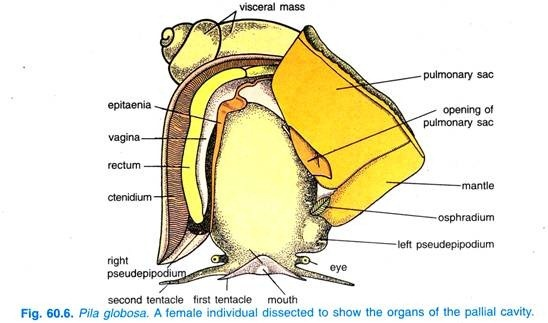 visceral mass
pulmonary sac
epitaenia
opening of
pulmonary sac
vagina
rectum
mantle
ctenidium
osphradium
left pseudepipodium
right
pseudepipodium
eye
second tentacle first tentacle mouth
Fig. 60.6. Pila globosa. A female individual dissected to show the organs of the pallial cavity.